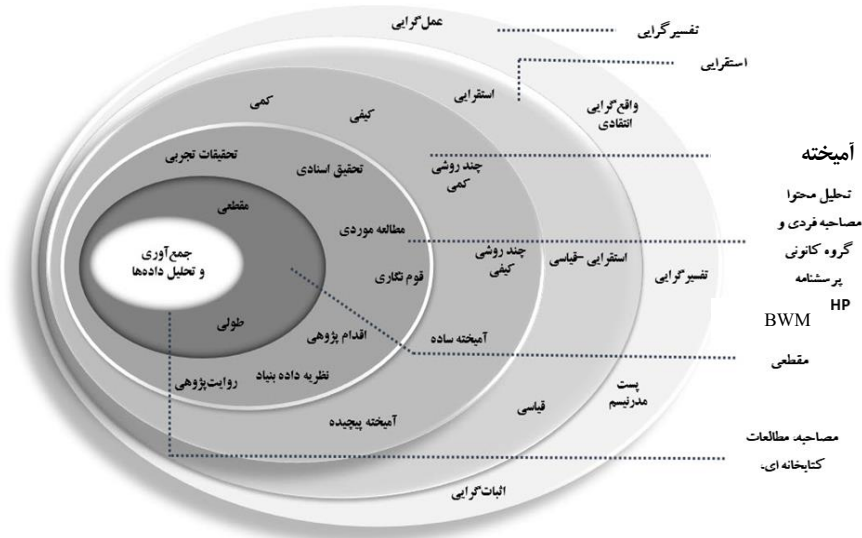 عمل‌گرایی
تفسیرگرایی
استقرایی
واقع‌گرایی
انتقادی
استقرایی
کیفی
کمی
آمیخته
چند روشی
کمی
تحقیق اسنادی
تحقیقات تجربی
تحلیل محتوا
مصاحبه فردی و
گروه کانونی
پرسشنامه
HP
BWM
مقطعی
مطالعه موردی
جمع‌آوری
و تحلیل داده‌ها
چند روشی
کیفی
استقرایی -قیاسی
تفسیرگرایی
قوم نگاری
طولی
اقدام پژوهی
آمیخته ساده
مقطعی
نظریه داده بنیاد
روایت‌پژوهی
پست
مدرنیسم
قیاسی
آمیخته پیچیده
مصاحبه، مطالعات
کتابخانه ای،
اثبات‌گرایی